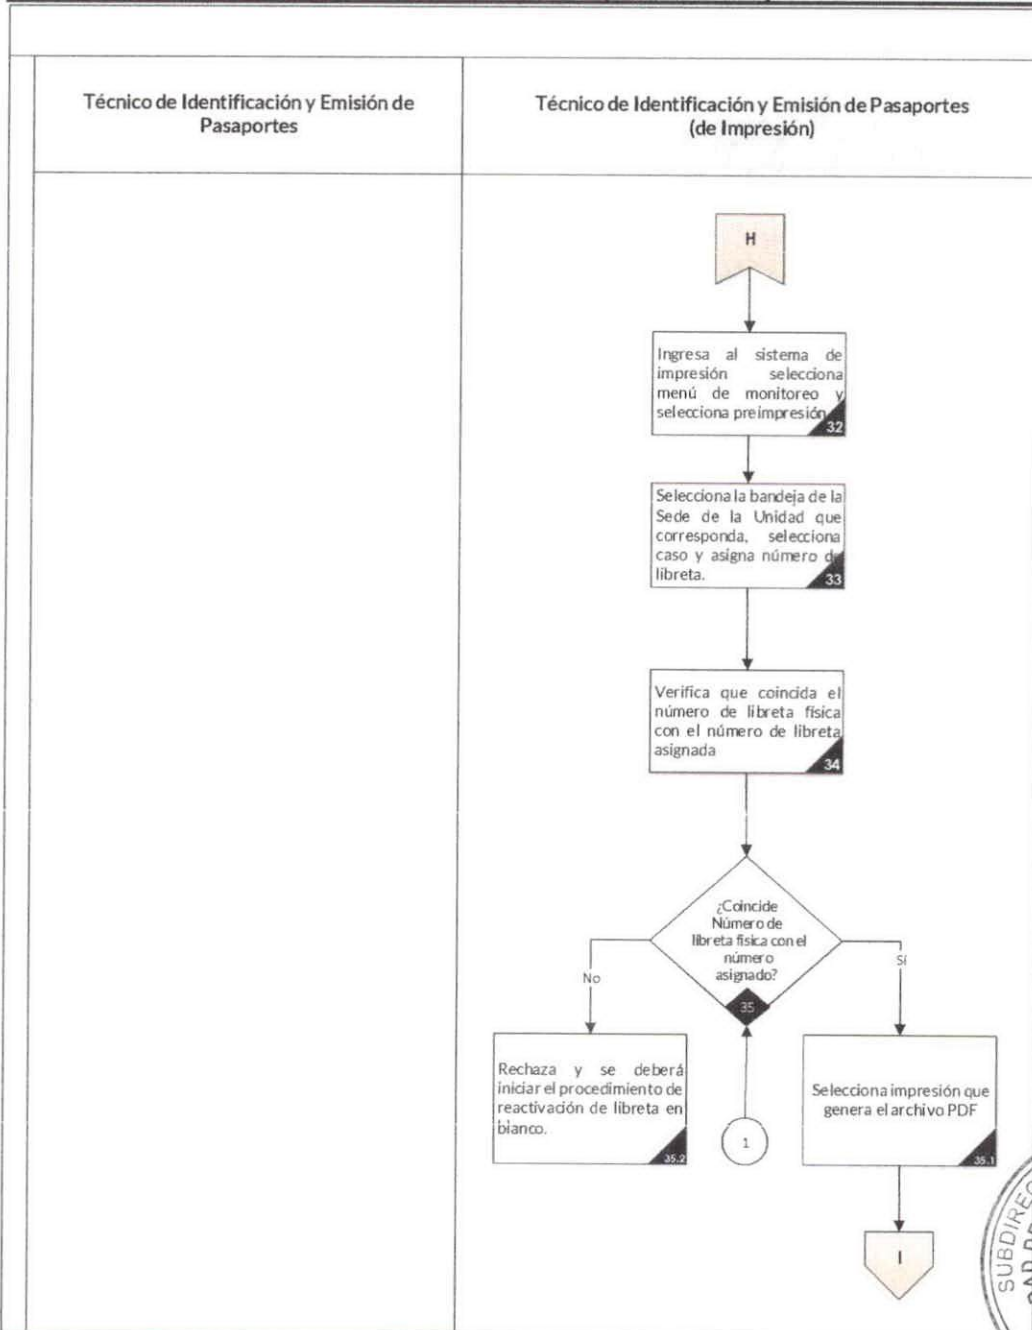 Técnico de Identificación y Emisión de
Pasaportes
Técnico de Identificación y Emisión de Pasaportes
(de Impresión)
H
Ingresa al sistema de
impresión selecciona
menú de monitoreo y
selecciona preimpresión
32
Selecciona la bandeja de la
Sede de la Unidad que
corresponda, selecciona
caso y asigna número de
libreta.
33
Verifica que coincida el
número de libreta física
con el número de libreta
asignada
34
¿Coincide
Número de
libreta física con el
número
asignado?
35
No
Sí
Rechaza y se deberá
iniciar el procedimiento de
reactivación de libreta en
blanco.
35.2
1
Selecciona impresión que
genera el archivo PDF
35.1
I
SUBDIREC